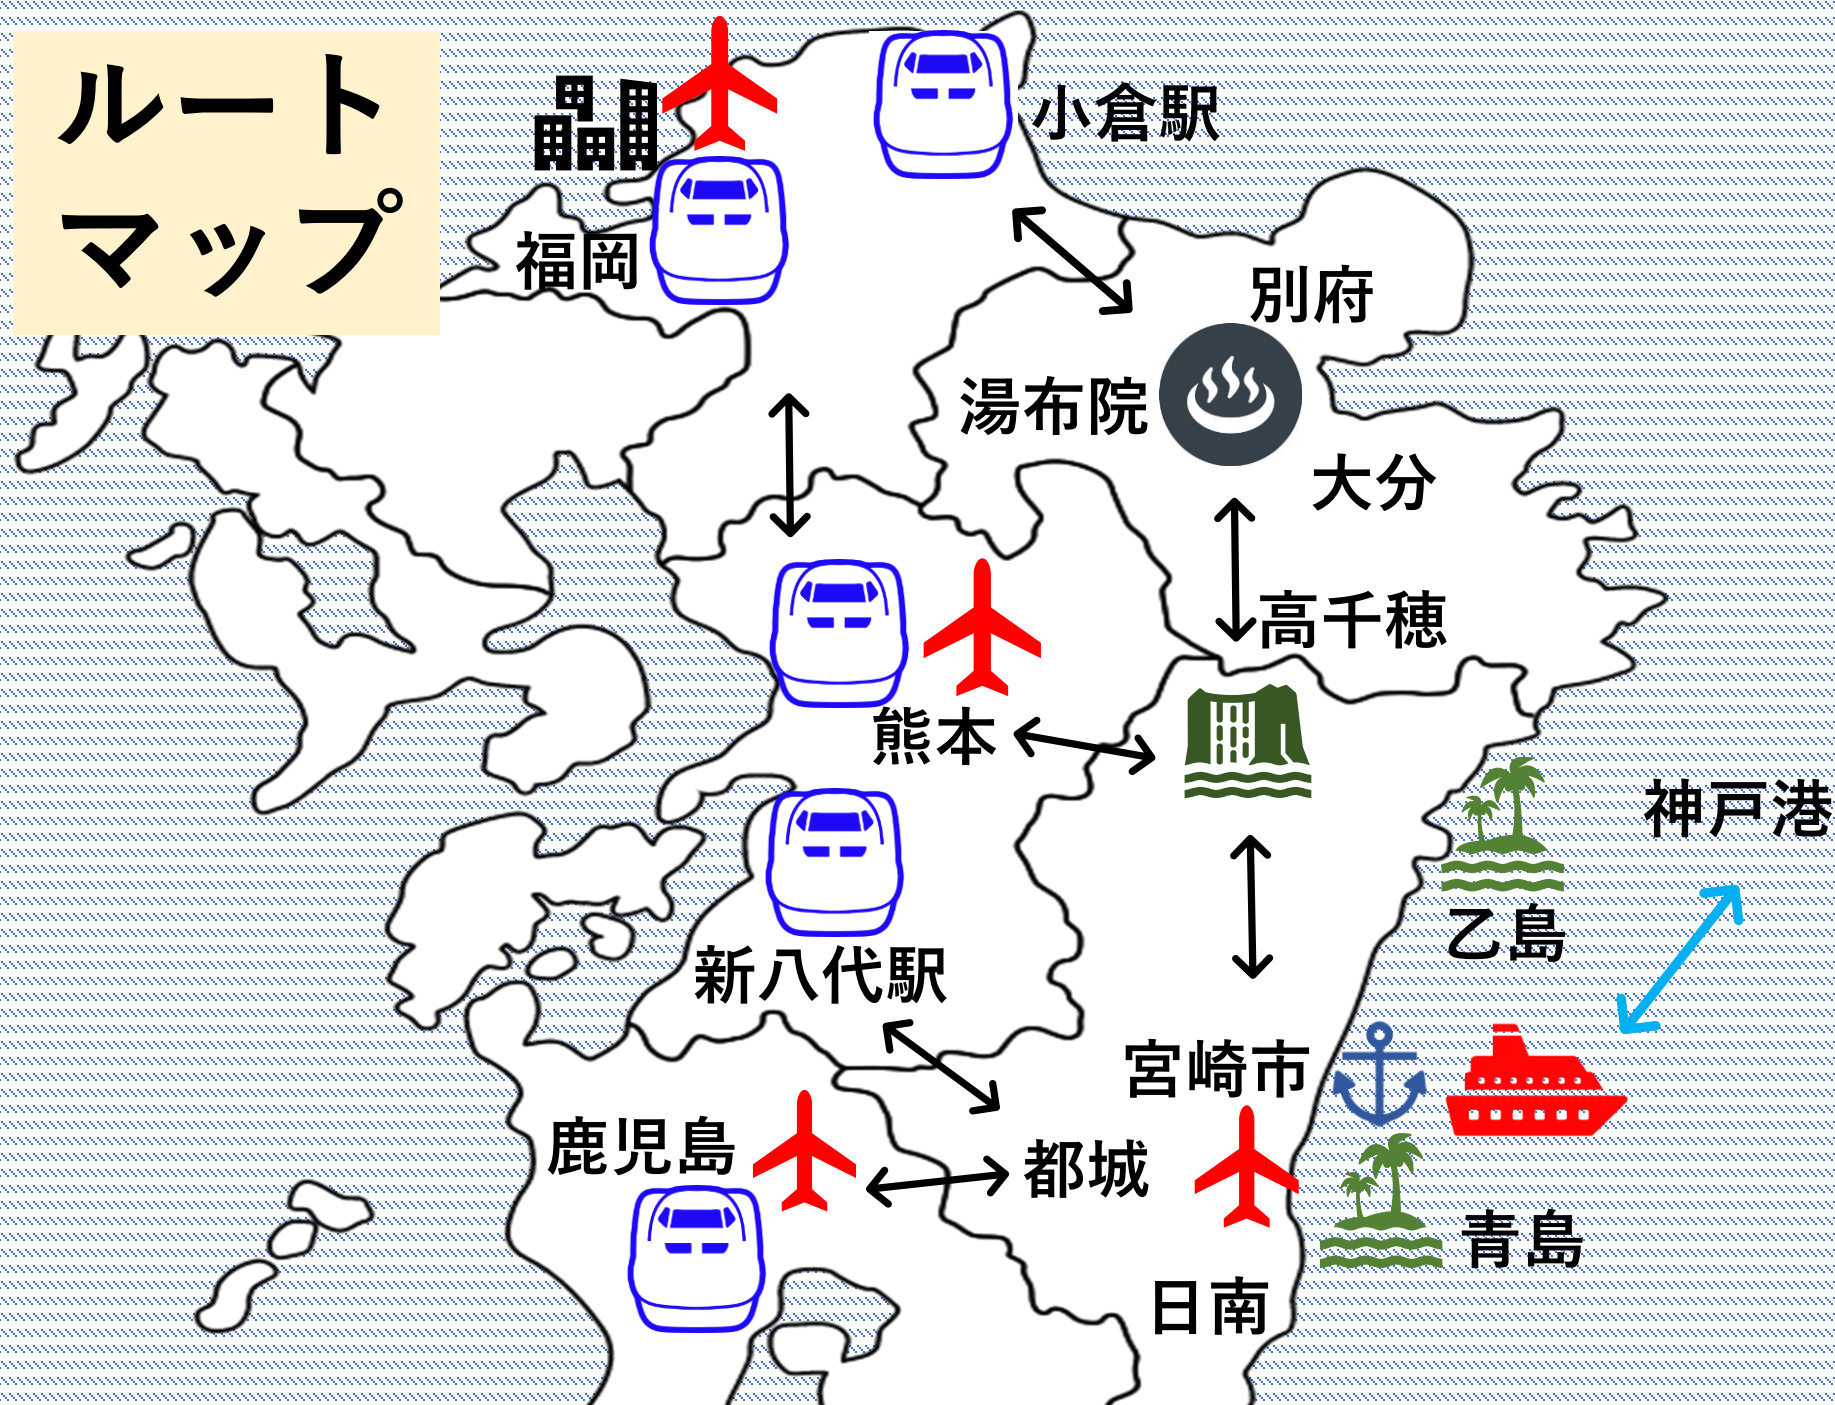 ルート
マップ
小倉駅
福岡
別府
湯布院
大分
高千穂
熊本
神戸港
乙島
新八代駅
宮崎市
鹿児島
都城
青島
日南